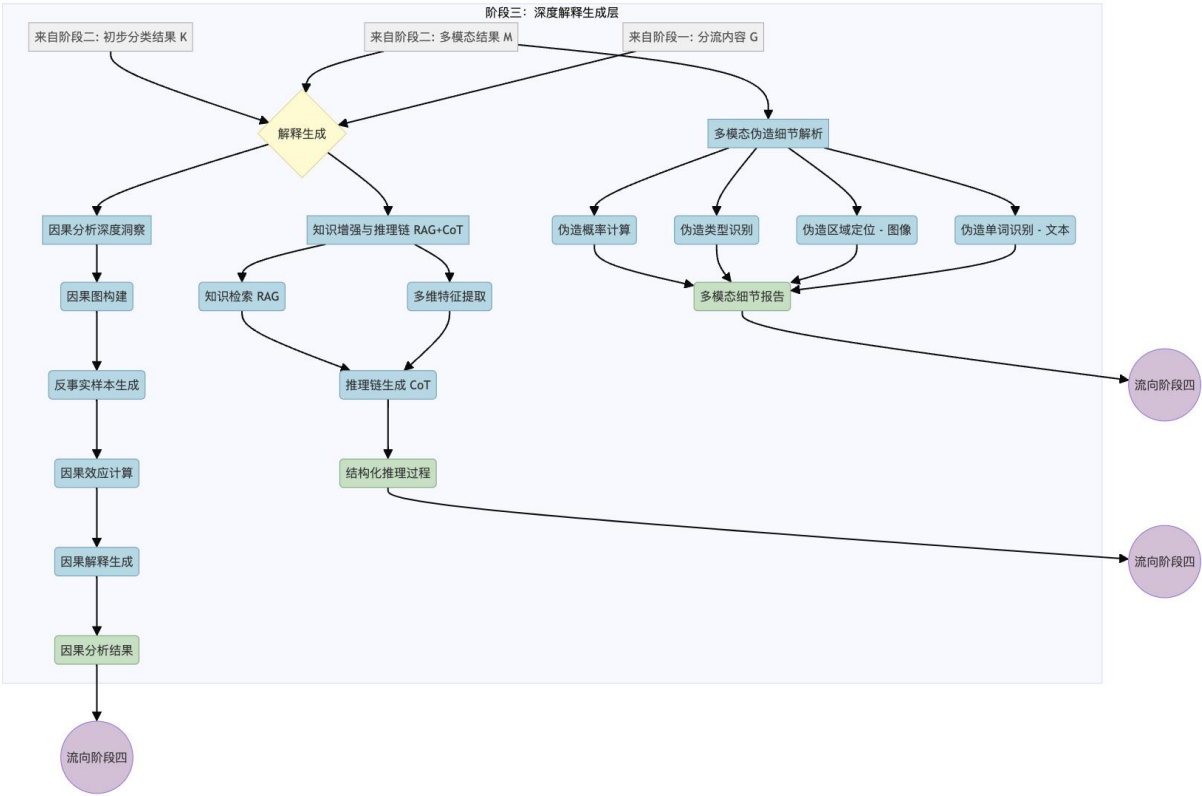 阶段三：深度解释生成层
来自阶段二: 初步分类结果 K
来自阶段二: 多模态结果 M
来自阶段一: 分流内容 G
解释生成
多模态伪造细节解析
因果分析深度洞察
知识增强与推理链 RAG+CoT
伪造概率计算
伪造类型识别
伪造区域定位 - 图像
伪造单词识别 - 文本
因果图构建
知识检索 RAG
多维特征提取
多模态细节报告
反事实样本生成
推理链生成 CoT
流向阶段四
因果效应计算
结构化推理过程
因果解释生成
流向阶段四
因果分析结果
流向阶段四